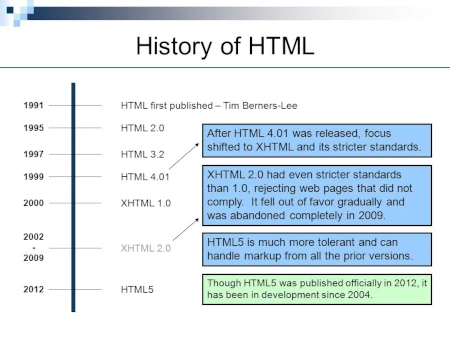 History of HTML
1991 HTML first published – Tim Berners-Lee
1995 HTML 2.0
After HTML 4.01 was released, focus
shifted to XHTML and its stricter standards.
1997 HTML 3.2
1999 HTML 4.01
XHTML 2.0 had even stricter standards
than 1.0, rejecting web pages that did not
comply. It fell out of favor gradually and
was abandoned completely in 2009.
2000 XHTML 1.0
2002
-
2009
XHTML 2.0
HTML5 is much more tolerant and can
handle markup from all the prior versions.
2012 HTML5
Though HTML5 was published officially in 2012, it
has been in development since 2004.